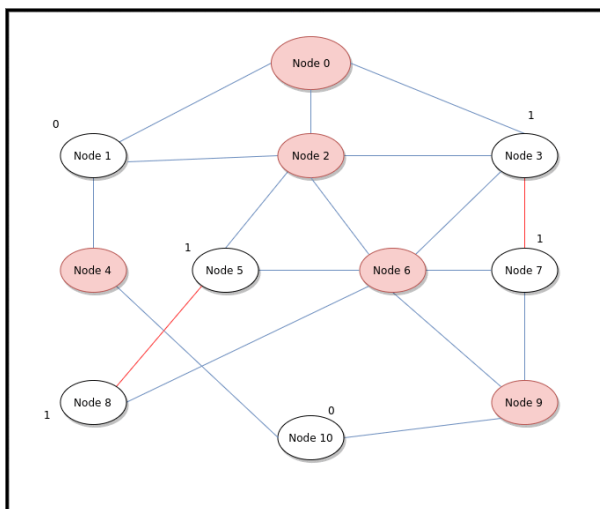 Node 0
0
1
Node 1
Node 2
Node 3
1
1
Node 4
Node 5
Node 6
Node 7
Node 8
Node 9
1
0
Node 10